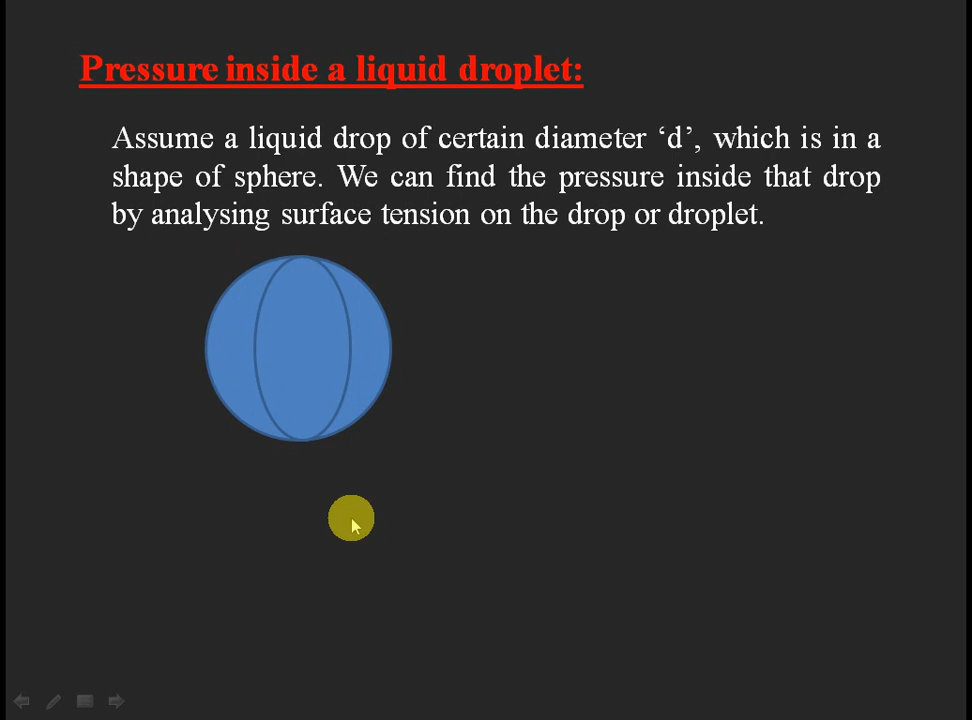 Pressure inside a liquid droplet:
Assume a liquid drop of certain diameter ‘d’, which is in a
shape of sphere. We can find the pressure inside that drop
by analysing surface tension on the drop or droplet.